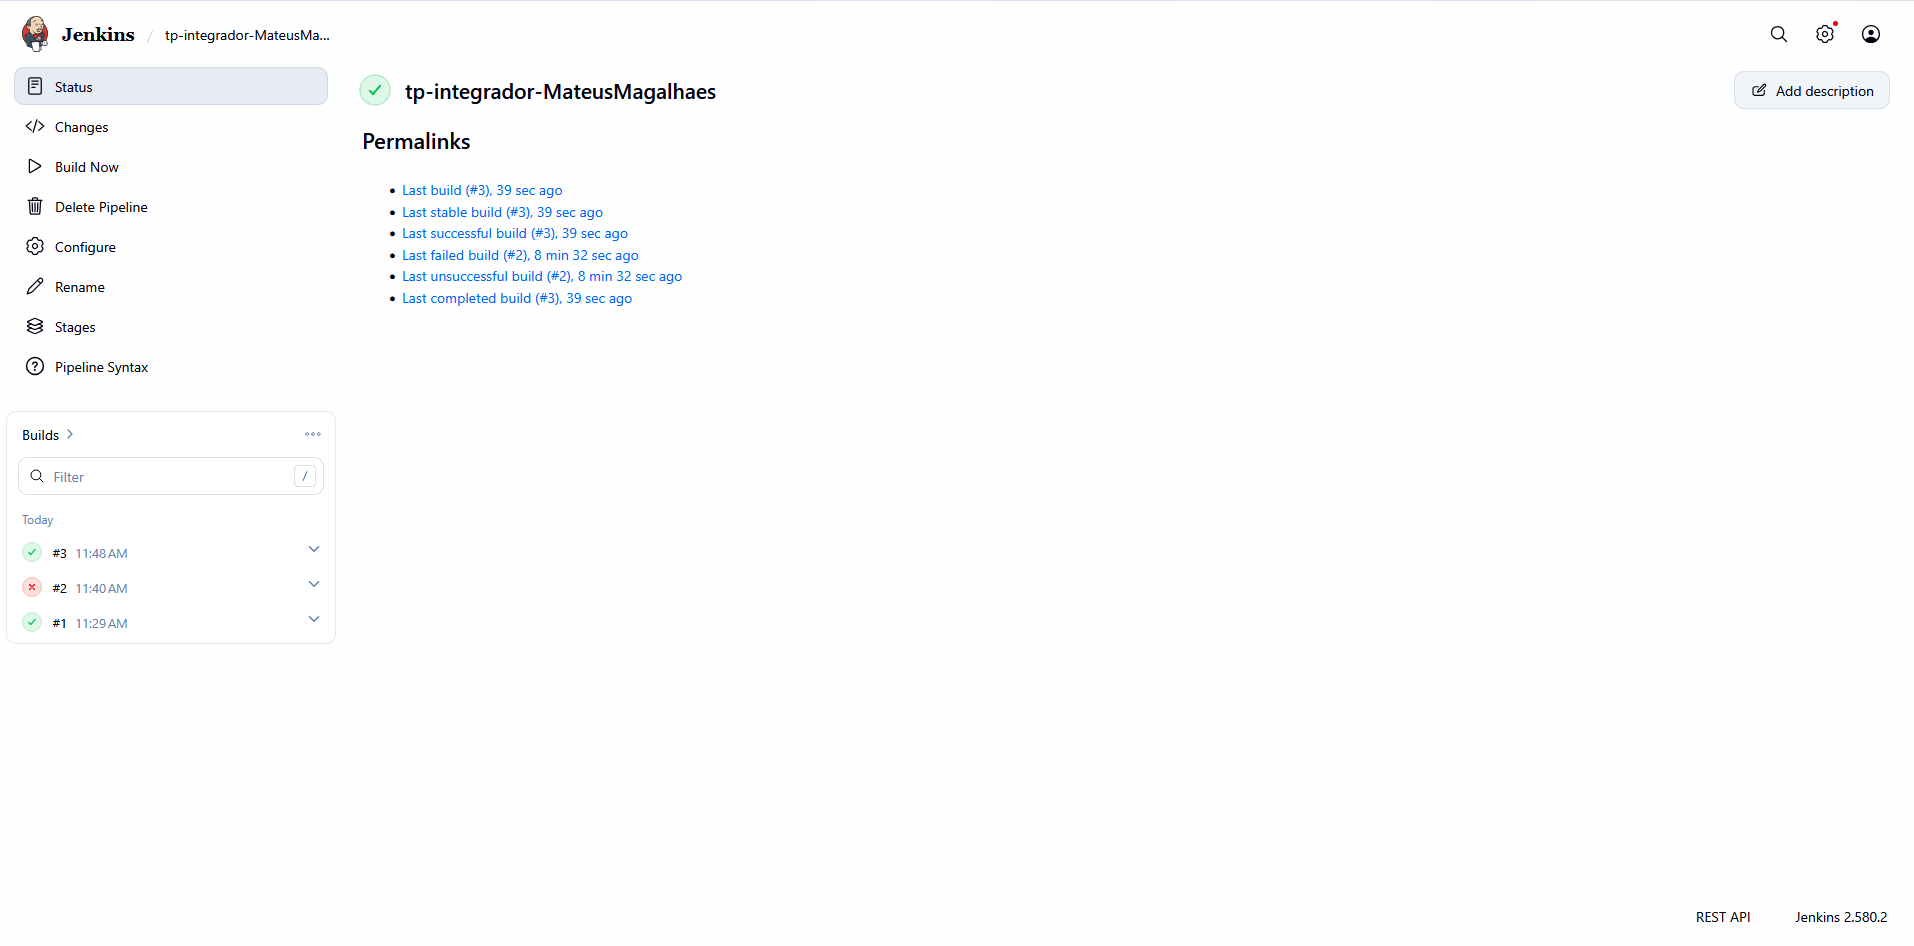 Jenkins / tp-integrador-MateusMa...
Status
Changes
Build Now
Delete Pipeline
Configure
Rename
Stages
Pipeline Syntax
Builds
Filter /
Today
#3 11:48 AM
#2 11:40 AM
#1 11:29 AM
tp-integrador-MateusMagalhaes
Add description
Permalinks
Last build (#3), 39 sec ago
Last stable build (#3), 39 sec ago
Last successful build (#3), 39 sec ago
Last failed build (#2), 8 min 32 sec ago
Last unsuccessful build (#2), 8 min 32 sec ago
Last completed build (#3), 39 sec ago
REST API
Jenkins 2.580.2